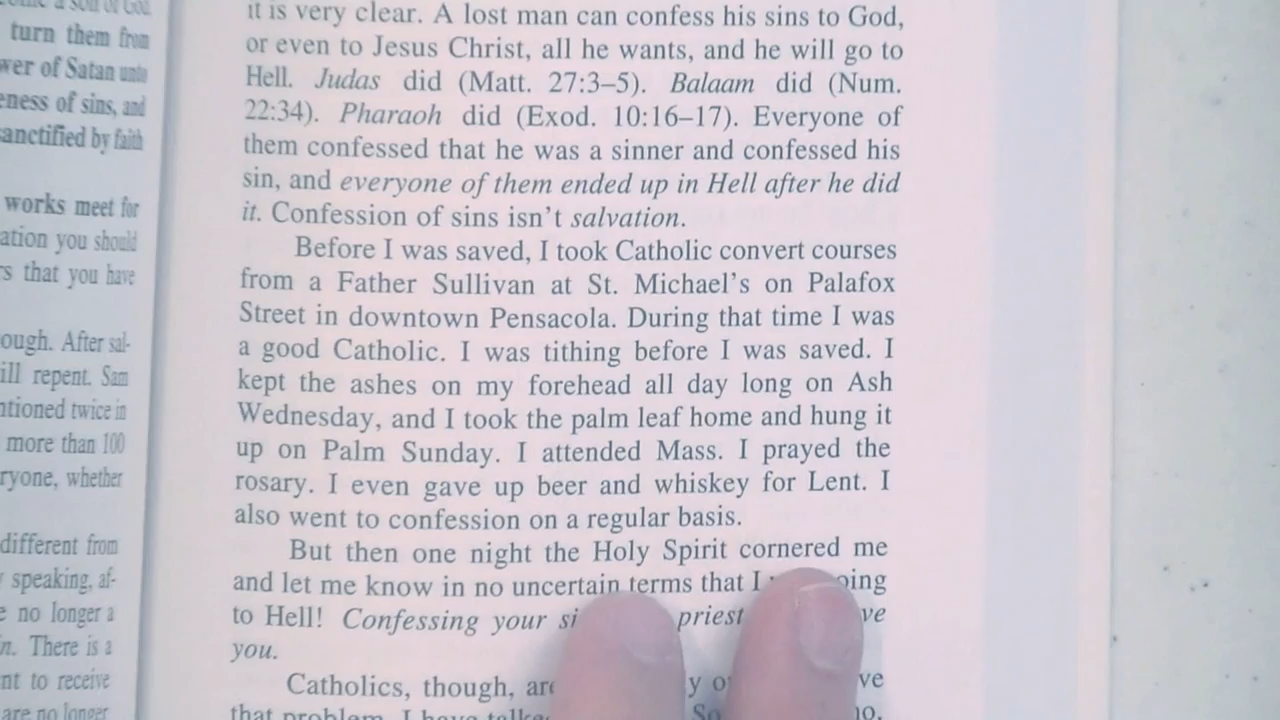 turn them from
wer of Satan unto
eness of sins, and
sanctified by faith
works meet for
ation you should
rs that you have
ough. After sal-
ill repent. Sam
ntioned twice in
more than 100
ryone, whether
different from
speaking, af-
e no longer a
n. There is a
nt to receive
are no longer
it is very clear. A lost man can confess his sins to God,
or even to Jesus Christ, all he wants, and he will go to
Hell. Judas did (Matt. 27:3–5). Balaam did (Num.
22:34). Pharaoh did (Exod. 10:16–17). Everyone of
them confessed that he was a sinner and confessed his
sin, and everyone of them ended up in Hell after he did
it. Confession of sins isn't salvation.
Before I was saved, I took Catholic convert courses
from a Father Sullivan at St. Michael's on Palafox
Street in downtown Pensacola. During that time I was
a good Catholic. I was tithing before I was saved. I
kept the ashes on my forehead all day long on Ash
Wednesday, and I took the palm leaf home and hung it
up on Palm Sunday. I attended Mass. I prayed the
rosary. I even gave up beer and whiskey for Lent. I
also went to confession on a regular basis.
But then one night the Holy Spirit cornered me
and let me know in no uncertain terms that I oing
to Hell! Confessing your si priest ve
you.
Catholics, though, are y ve
that problem. I have So no.